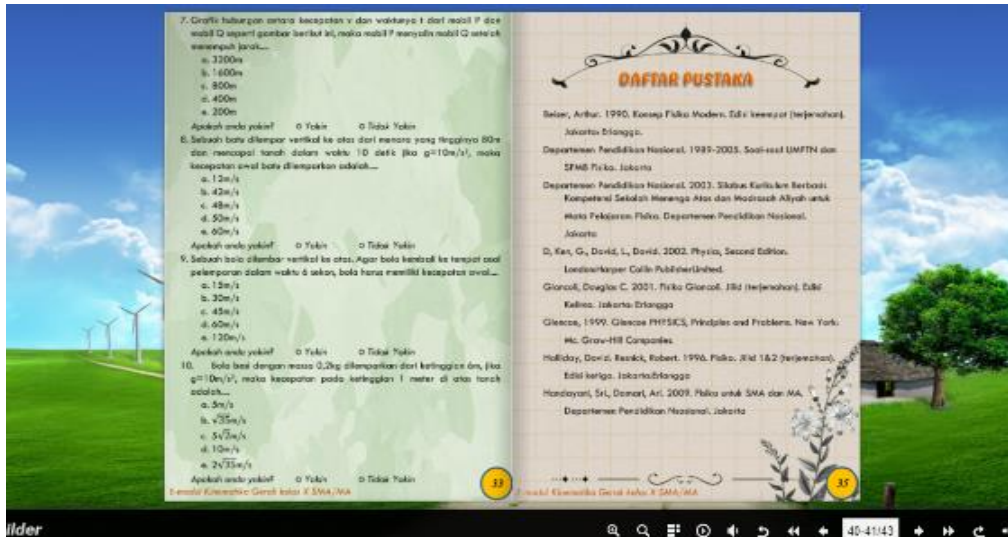 7. Grafik hubungan antara kecepatan v dan waktunya t dari mobil P dan
mobil Q seperti gambar berikut ini, maka mobil P menyalin mobil Q setelah
menempuh jarak....
a. 3200m
b. 1600m
c. 800m
d. 400m
e. 200m
Apakah anda yakin? o Yakin o Tidak Yakin
8. Sebuah batu dilempar vertikal ke atas dari menara yang tingginya 80m
dan mencapai tanah dalam waktu 10 detik jika g=10m/s², maka
kecepatan awal batu dilemparkan adalah....
a. 12m/s
b. 42m/s
c. 48m/s
d. 50m/s
e. 60m/s
Apakah anda yakin? o Yakin o Tidak Yakin
9. Sebuah bola dilembar vertikal ke atas. Agar bola kembali ke tempat asal
pelemparan dalam waktu 6 sekon, bola harus memiliki kecepatan awal....
a. 15m/s
b. 30m/s
c. 45m/s
d. 60m/s
e. 120m/s
Apakah anda yakin? o Yakin o Tidak Yakin
10. Bola besi dengan massa 0,2kg dilemparkan dari ketinggian 6m, jika
g=10m/s², maka kecepatan pada ketinggian 1 meter di atas tanah
adalah....
a. 5m/s
b. √35m/s
c. 5√2m/s
d. 10m/s
e. 2√35m/s
Apakah anda yakin? o Yakin o Tidak Yakin
E-modul Kinematika Gerak kelas X SMA/MA
33
DAFTAR PUSTAKA
Beiser, Arthur. 1990. Konsep Fisika Modern. Edisi keempat (terjemahan).
Jakarta: Erlangga.
Departemen Pendidikan Nasional. 1989-2005. Soal-soal UMPTN dan
SPMB Fisika. Jakarta
Departemen Pendidikan Nasional. 2003. Silabus Kurikulum Berbasis
Kompetensi Sekolah Menenga Atas dan Madrasah Aliyah untuk
Mata Pelajaran Fisika. Departemen Pendidikan Nasional.
Jakarta
D, Ken, G., David, L., David. 2002. Physics, Second Edition.
London:Harper Collin PublisherUnited.
Giancoli, Douglas C. 2001. Fisika Giancoli. Jilid (terjemahan). Edisi
Kelima. Jakarta: Erlangga
Glencoe, 1999. Glencoe PHYSICS, Principles and Problems. New York:
Mc. Graw-Hill Companies
Halliday, David, Resnick, Robert. 1996. Fisika. Jilid 1&2 (terjemahan).
Edisi ketiga. Jakarta:Erlangga
Handayani, Sri., Damari, Ari. 2009. Fisika untuk SMA dan MA.
Departemen Pendidikan Nasional. Jakarta
E-modul Kinematika Gerak kelas X SMA/MA
35
ilder
40-41/43